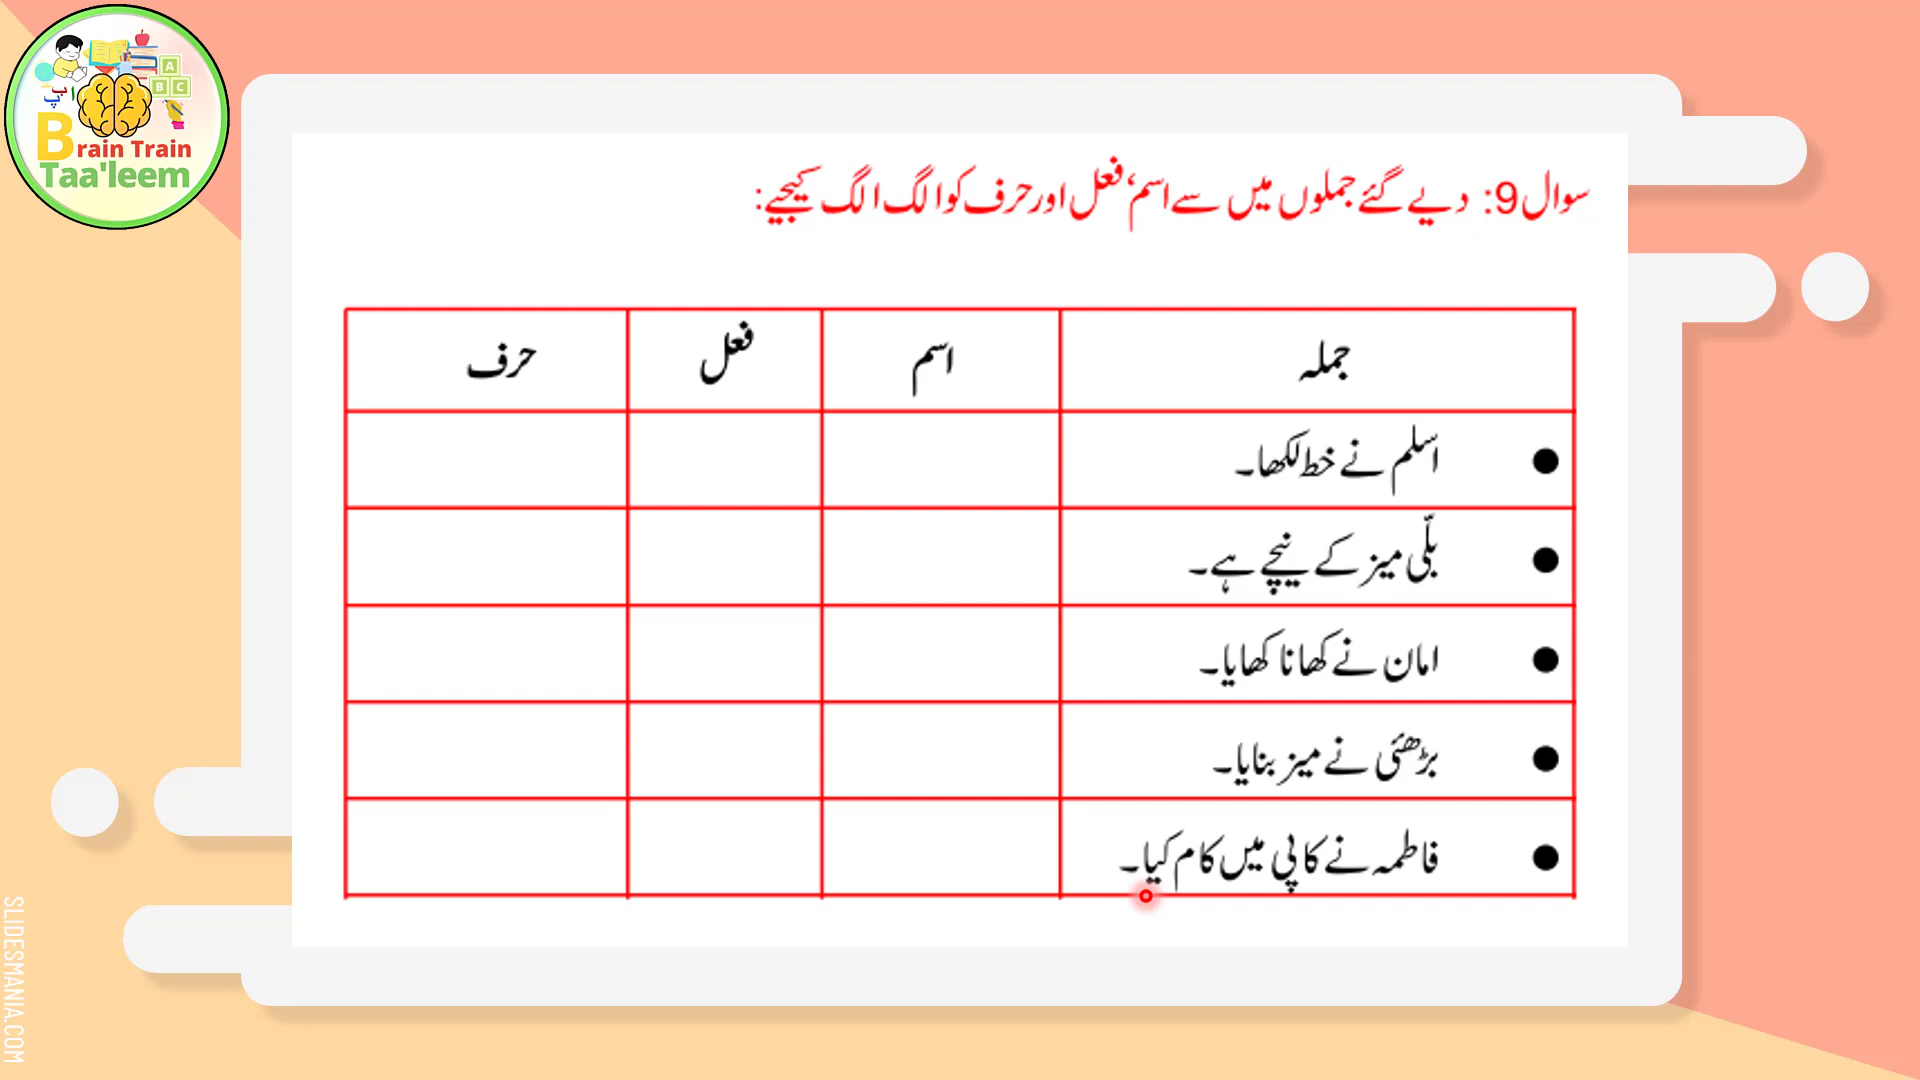 Brain Train
Taa'leem
سوال 9: دیے گئے جملوں میں سے اسم، فعل اور حرف کو الگ الگ کیجیے:
جملہ اسم فعل حرف
● اسلم نے خط لکھا۔
● بلّی میز کے نیچے ہے۔
● امان نے کھانا کھایا۔
● بڑھئی نے میز بنایا۔
● فاطمہ نے کاپی میں کام کیا۔
SLIDESMANIA.COM